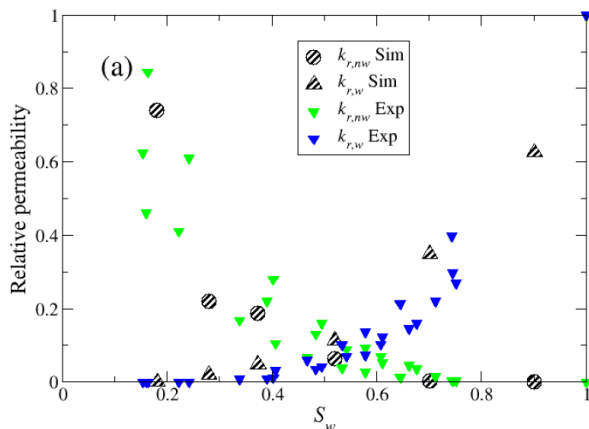 (a)
k_{r,nw} Sim
k_{r,w} Sim
k_{r,nw} Exp
k_{r,w} Exp
Relative permeability
1
0.8
0.6
0.4
0.2
0
0 0.2 0.4 0.6 0.8 1
S_w